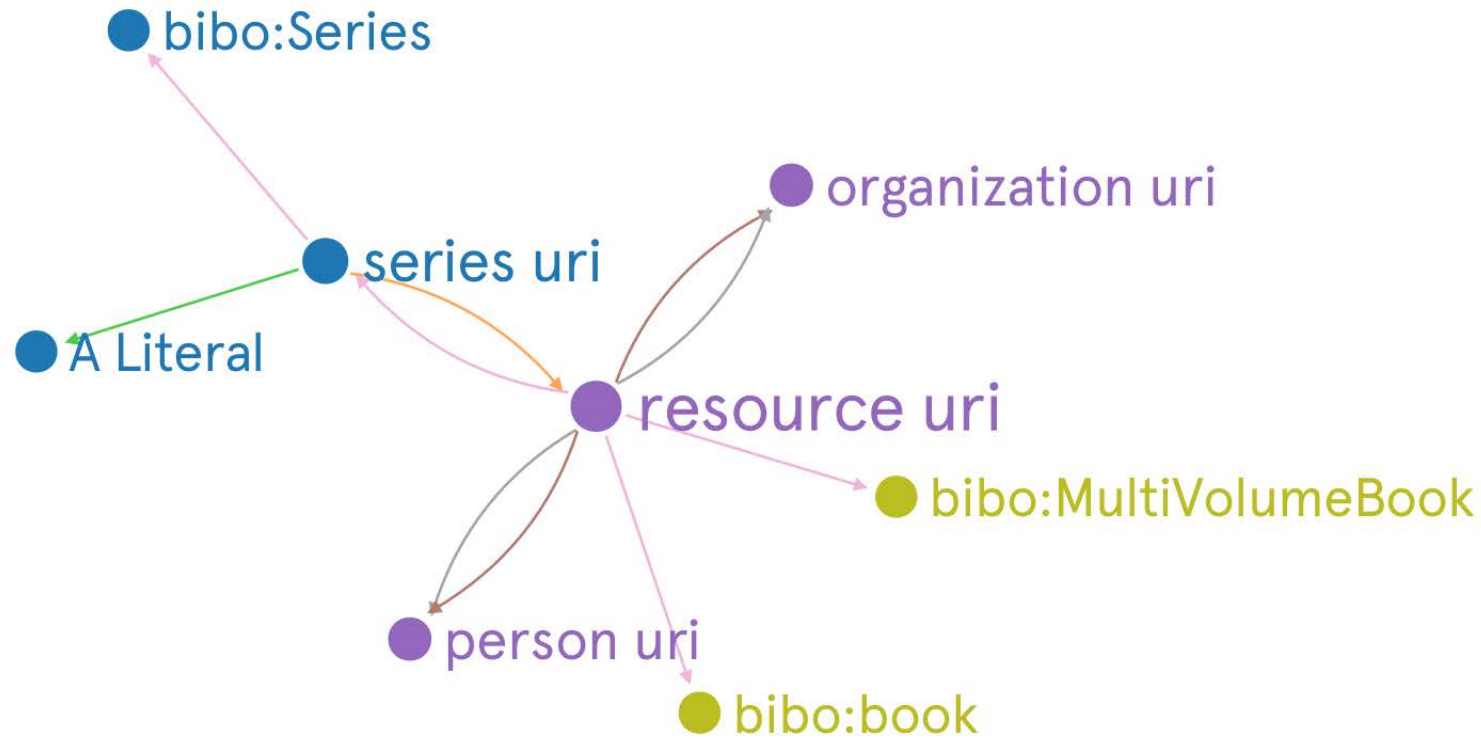 bibo:Series
organization uri
series uri
A Literal
resource uri
bibo:MultiVolumeBook
person uri
bibo:book